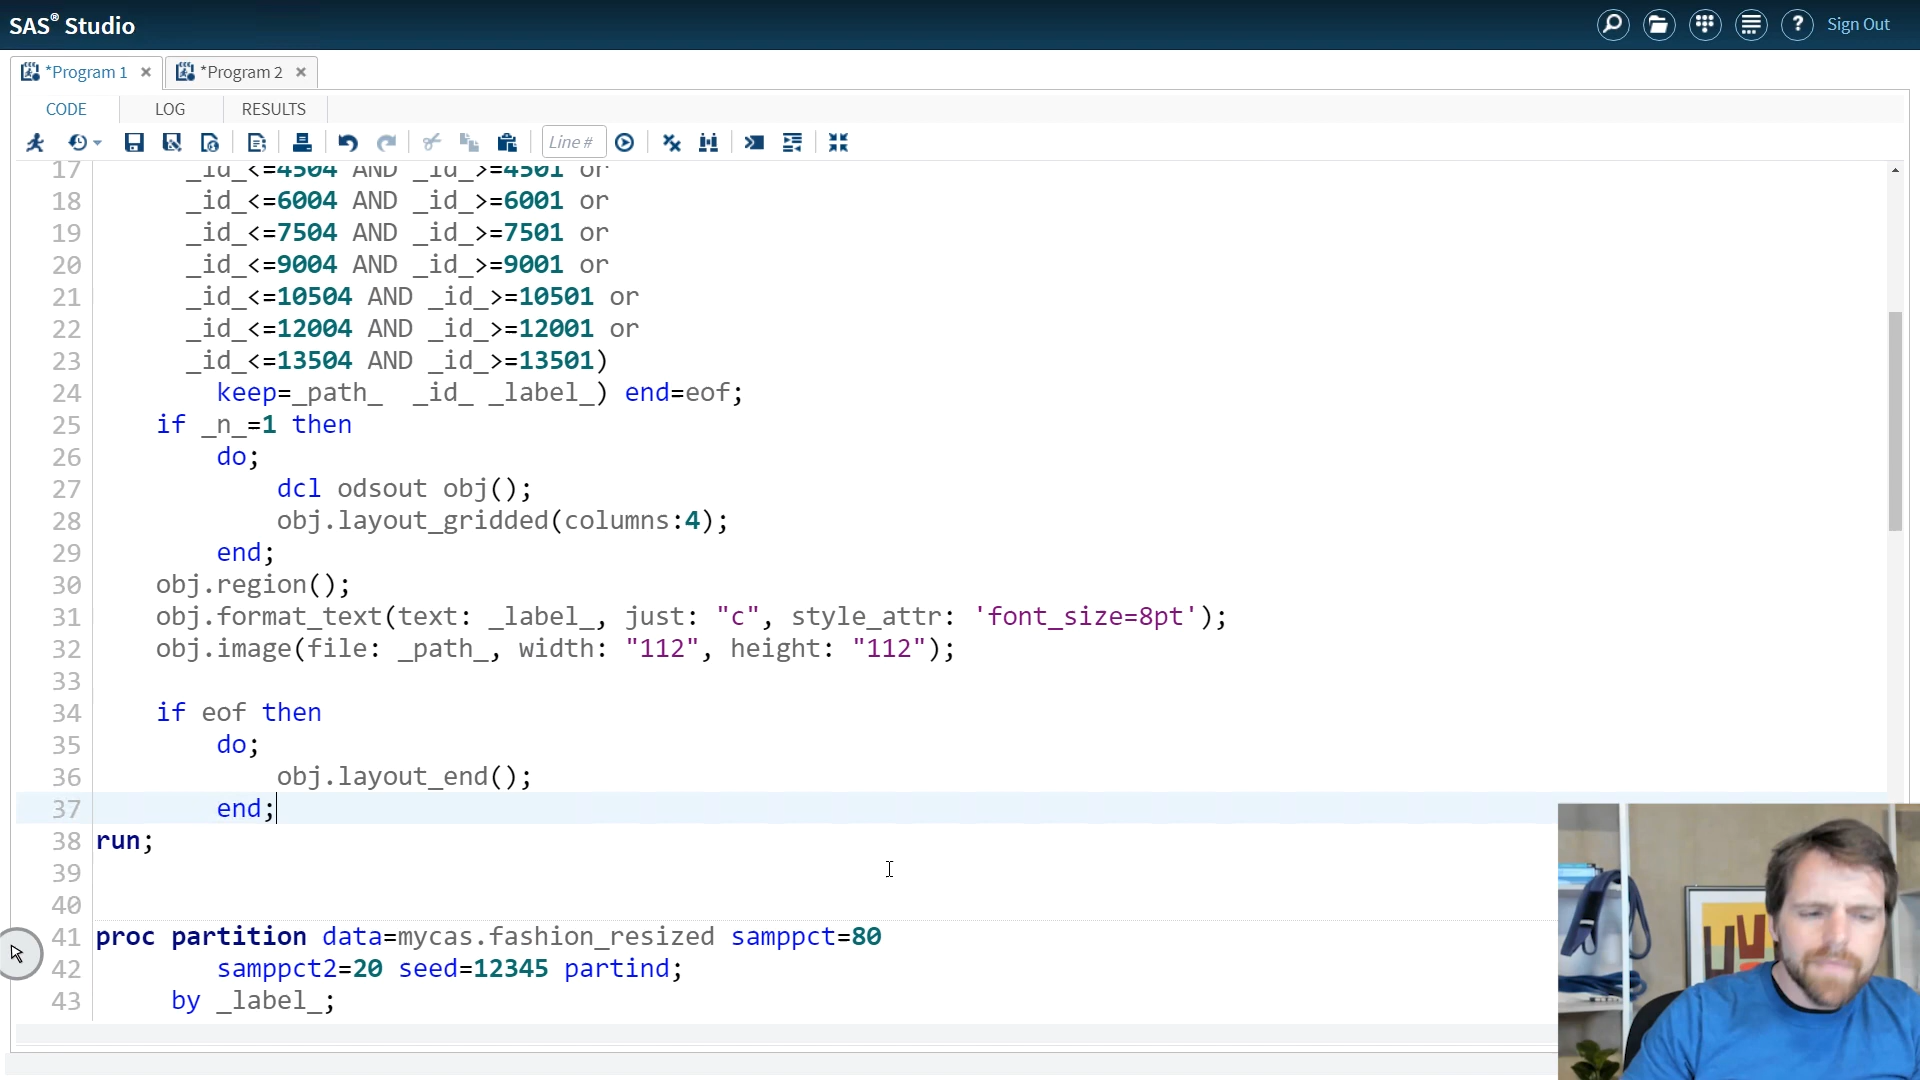 SAS® Studio
Sign Out
*Program 1
*Program 2
CODE LOG RESULTS
Line #
17 _id_<=4504 AND _id_>=4501 or
18 _id_<=6004 AND _id_>=6001 or
19 _id_<=7504 AND _id_>=7501 or
20 _id_<=9004 AND _id_>=9001 or
21 _id_<=10504 AND _id_>=10501 or
22 _id_<=12004 AND _id_>=12001 or
23 _id_<=13504 AND _id_>=13501)
24 keep=_path_ _id_ _label_) end=eof;
25 if _n_=1 then
26 do;
27 dcl odsout obj();
28 obj.layout_gridded(columns:4);
29 end;
30 obj.region();
31 obj.format_text(text: _label_, just: "c", style_attr: 'font_size=8pt');
32 obj.image(file: _path_, width: "112", height: "112");
33
34 if eof then
35 do;
36 obj.layout_end();
37 end;
38 run;
39
40
41 proc partition data=mycas.fashion_resized samppct=80
42 samppct2=20 seed=12345 partind;
43 by _label_;